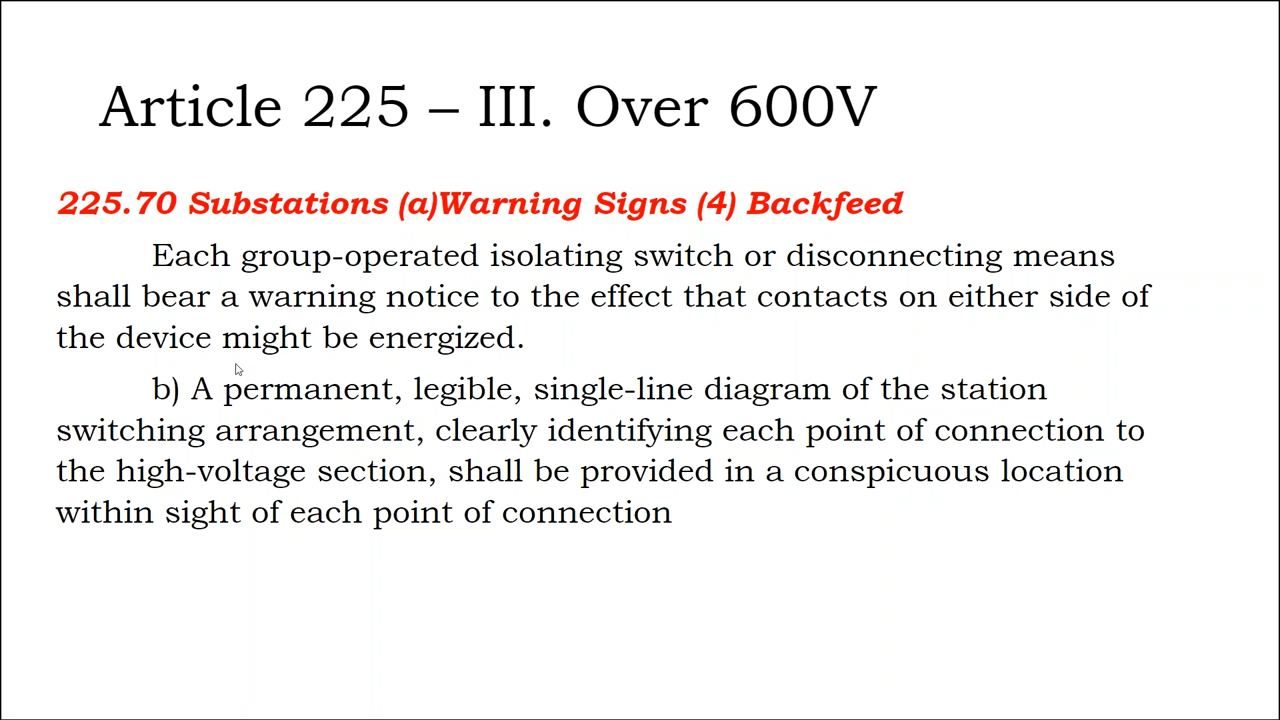 Article 225 – III. Over 600V
225.70 Substations (a)Warning Signs (4) Backfeed
Each group-operated isolating switch or disconnecting means
shall bear a warning notice to the effect that contacts on either side of
the device might be energized.
b) A permanent, legible, single-line diagram of the station
switching arrangement, clearly identifying each point of connection to
the high-voltage section, shall be provided in a conspicuous location
within sight of each point of connection